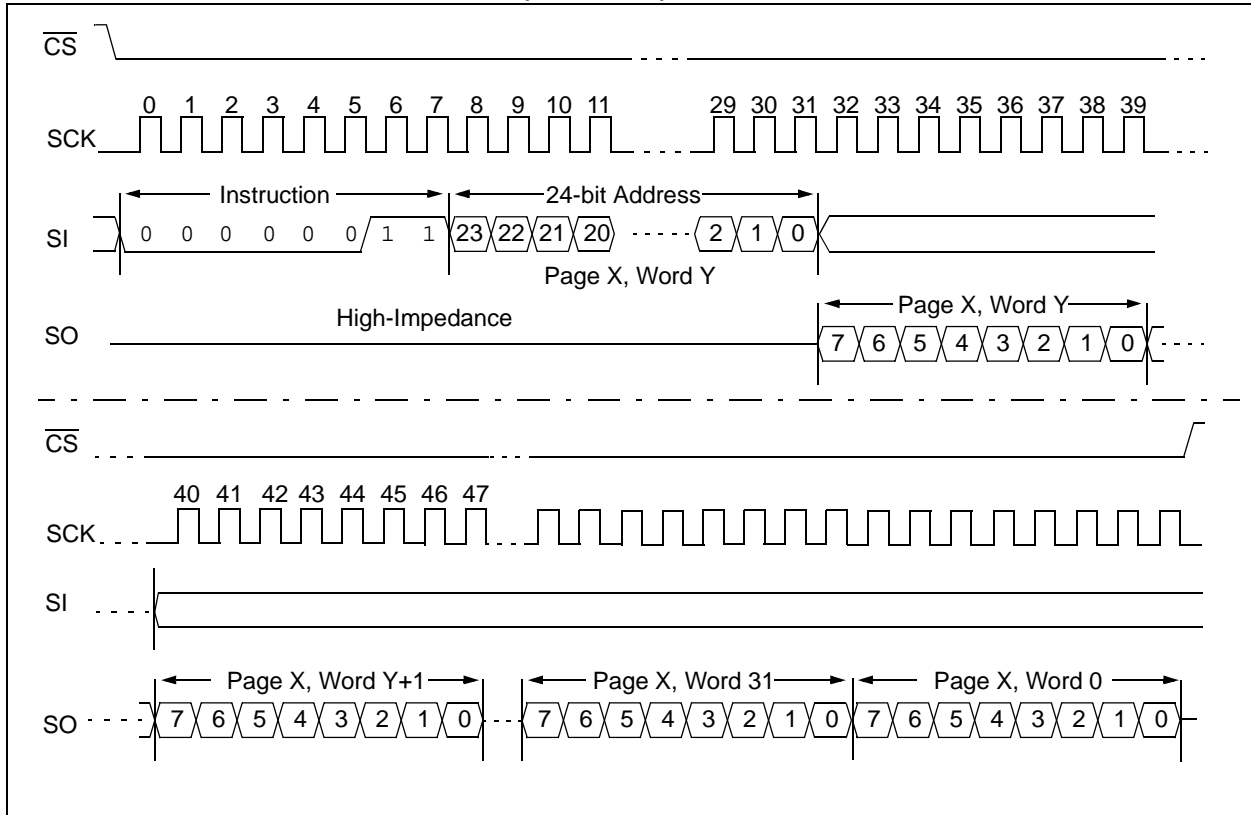 CS
0 1 2 3 4 5 6 7 8 9 10 11 29 30 31 32 33 34 35 36 37 38 39
SCK
Instruction 24-bit Address
SI 0 0 0 0 0 0 1 1 23 22 21 20 2 1 0
Page X, Word Y
Page X, Word Y
High-Impedance
SO 7 6 5 4 3 2 1 0
CS
40 41 42 43 44 45 46 47
SCK
SI
Page X, Word Y+1 Page X, Word 31 Page X, Word 0
SO 7 6 5 4 3 2 1 0 7 6 5 4 3 2 1 0 7 6 5 4 3 2 1 0